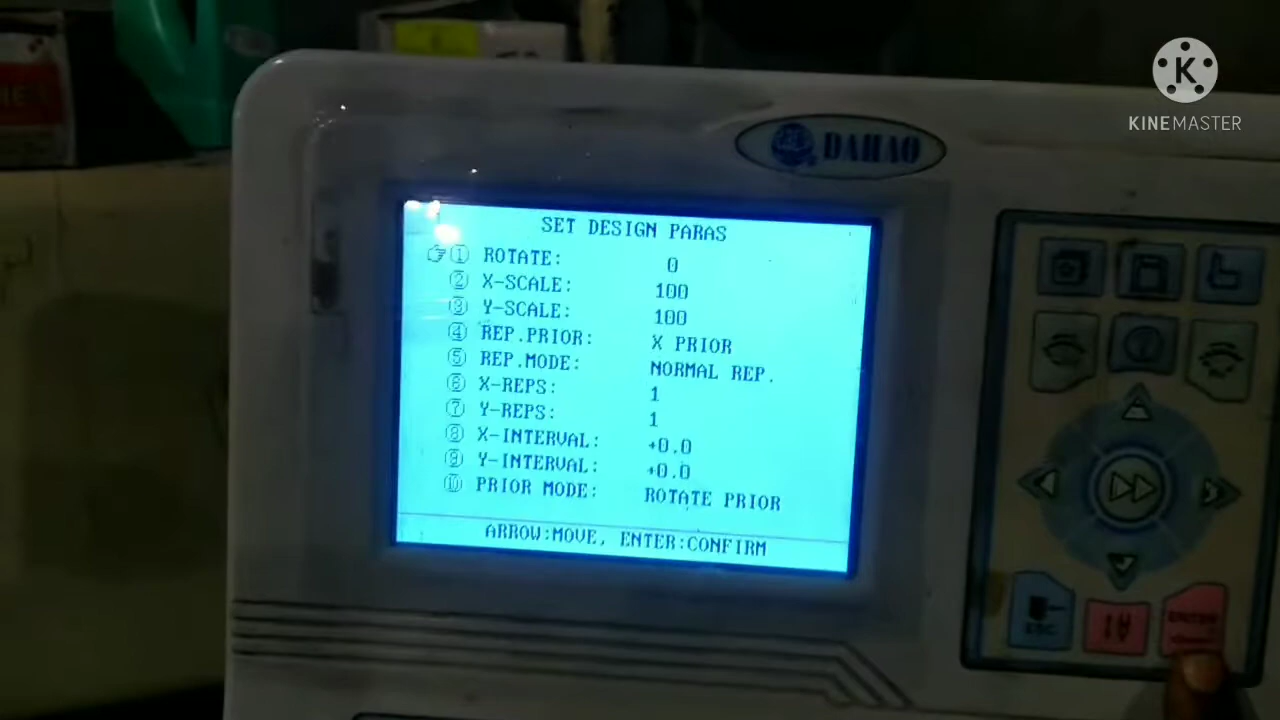 K
KINEMASTER
DAHAO
SET DESIGN PARAS
① ROTATE: 0
② X-SCALE: 100
③ Y-SCALE: 100
④ REP.PRIOR: X PRIOR
⑤ REP.MODE: NORMAL REP.
⑥ X-REPS: 1
⑦ Y-REPS: 1
⑧ X-INTERVAL: +0.0
⑨ Y-INTERVAL: +0.0
⑩ PRIOR MODE: ROTATE PRIOR
ARROW:MOVE, ENTER:CONFIRM
ESC
ENTER